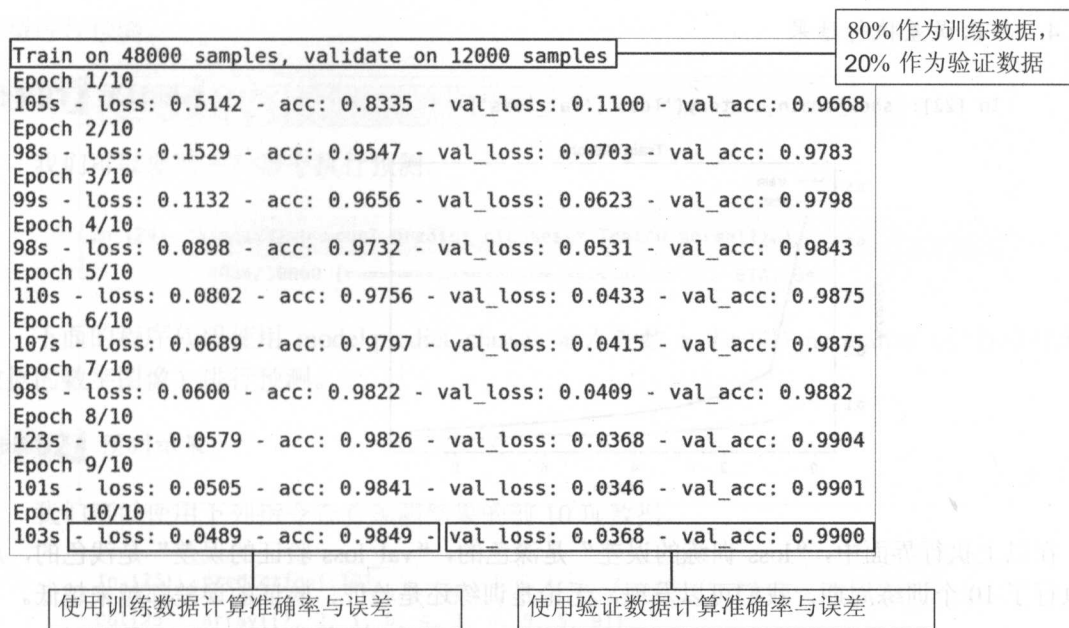 80% 作为训练数据，
20% 作为验证数据
Train on 48000 samples, validate on 12000 samples
Epoch 1/10
105s - loss: 0.5142 - acc: 0.8335 - val_loss: 0.1100 - val_acc: 0.9668
Epoch 2/10
98s - loss: 0.1529 - acc: 0.9547 - val_loss: 0.0703 - val_acc: 0.9783
Epoch 3/10
99s - loss: 0.1132 - acc: 0.9656 - val_loss: 0.0623 - val_acc: 0.9798
Epoch 4/10
98s - loss: 0.0898 - acc: 0.9732 - val_loss: 0.0531 - val_acc: 0.9843
Epoch 5/10
110s - loss: 0.0802 - acc: 0.9756 - val_loss: 0.0433 - val_acc: 0.9875
Epoch 6/10
107s - loss: 0.0689 - acc: 0.9797 - val_loss: 0.0415 - val_acc: 0.9875
Epoch 7/10
98s - loss: 0.0600 - acc: 0.9822 - val_loss: 0.0409 - val_acc: 0.9882
Epoch 8/10
123s - loss: 0.0579 - acc: 0.9826 - val_loss: 0.0368 - val_acc: 0.9904
Epoch 9/10
101s - loss: 0.0505 - acc: 0.9841 - val_loss: 0.0346 - val_acc: 0.9901
Epoch 10/10
103s - loss: 0.0489 - acc: 0.9849 - val_loss: 0.0368 - val_acc: 0.9900
使用训练数据计算准确率与误差
使用验证数据计算准确率与误差